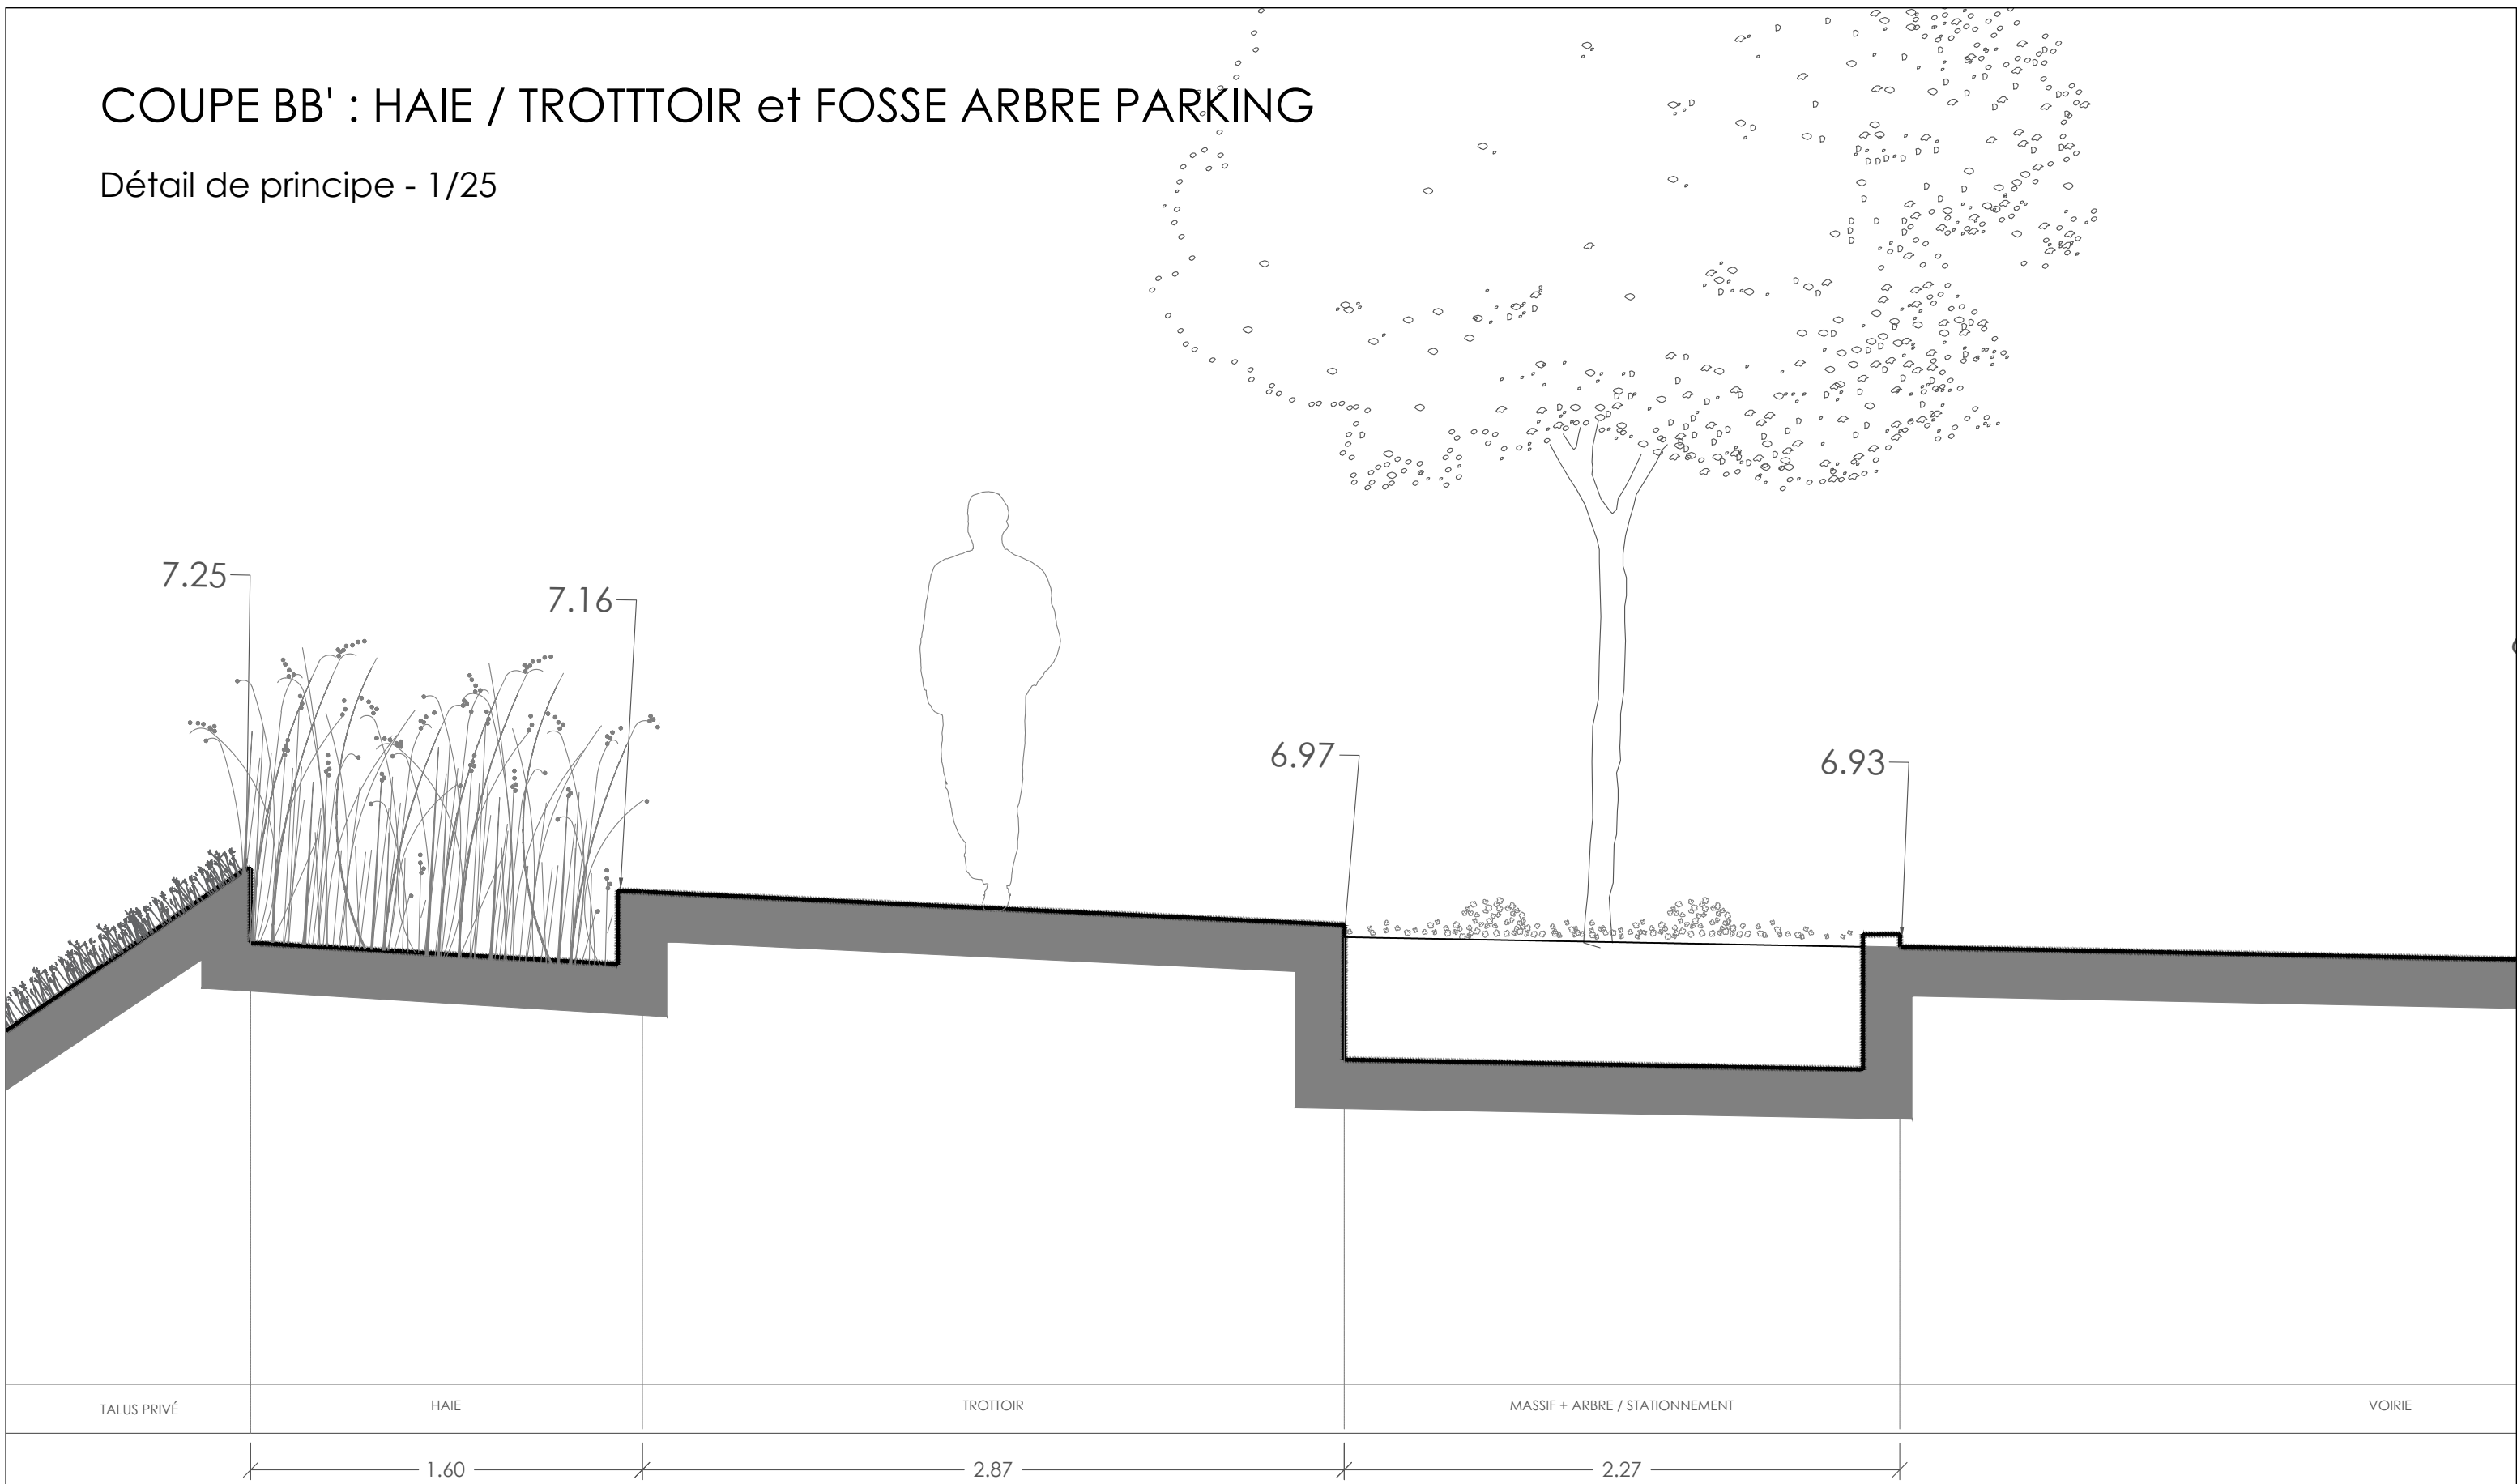 COUPE BB' : HAIE / TROTTTOIR et FOSSE ARBRE PARKING
Détail de principe - 1/25
7.25
7.16
6.97
6.93
TALUS PRIVÉ
HAIE
TROTTOIR
MASSIF + ARBRE / STATIONNEMENT
VOIRIE
1.60
2.87
2.27